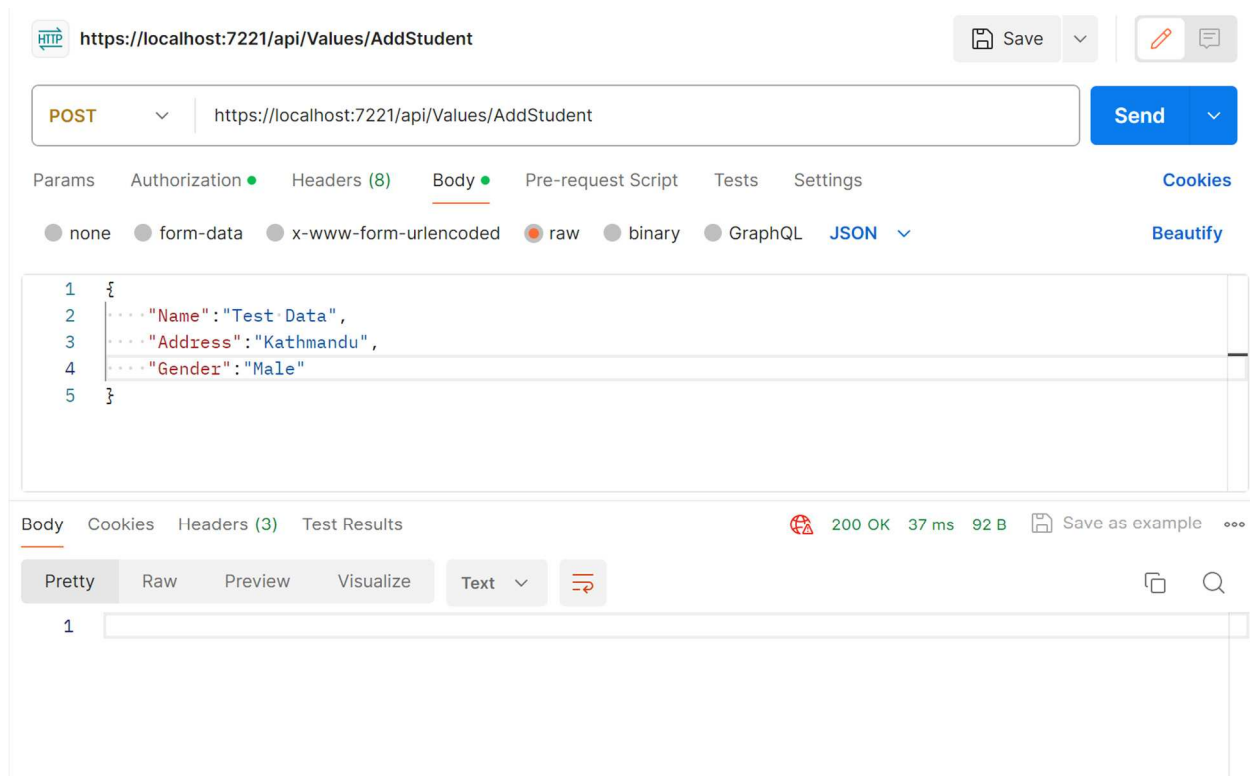 HTTP https://localhost:7221/api/Values/AddStudent Save
POST https://localhost:7221/api/Values/AddStudent Send
Params Authorization Headers (8) Body Pre-request Script Tests Settings Cookies
none form-data x-www-form-urlencoded raw binary GraphQL JSON Beautify
1 {
2 ····"Name":"Test·Data",
3 ····"Address":"Kathmandu",
4 ····"Gender":"Male"
5 }
Body Cookies Headers (3) Test Results 200 OK 37 ms 92 B Save as example
Pretty Raw Preview Visualize Text
1